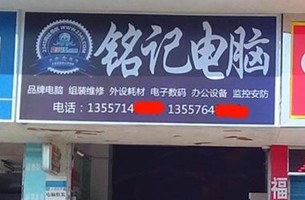 铭记电脑
品牌电脑 组装维修 外设耗材 电子数码 办公设备 监控安防
电话：1355714 1355764
福